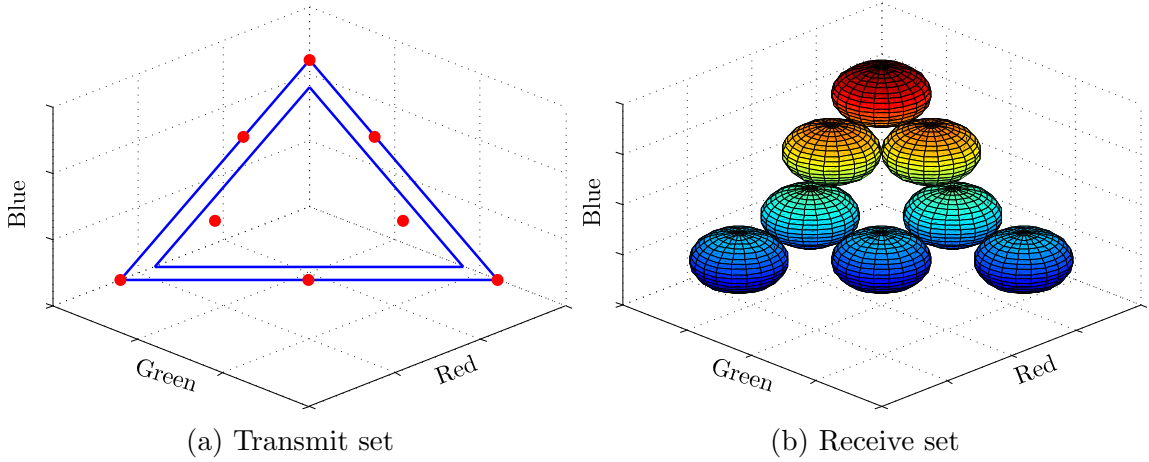 Blue
Green
Red
(a) Transmit set
Blue
Green
Red
(b) Receive set